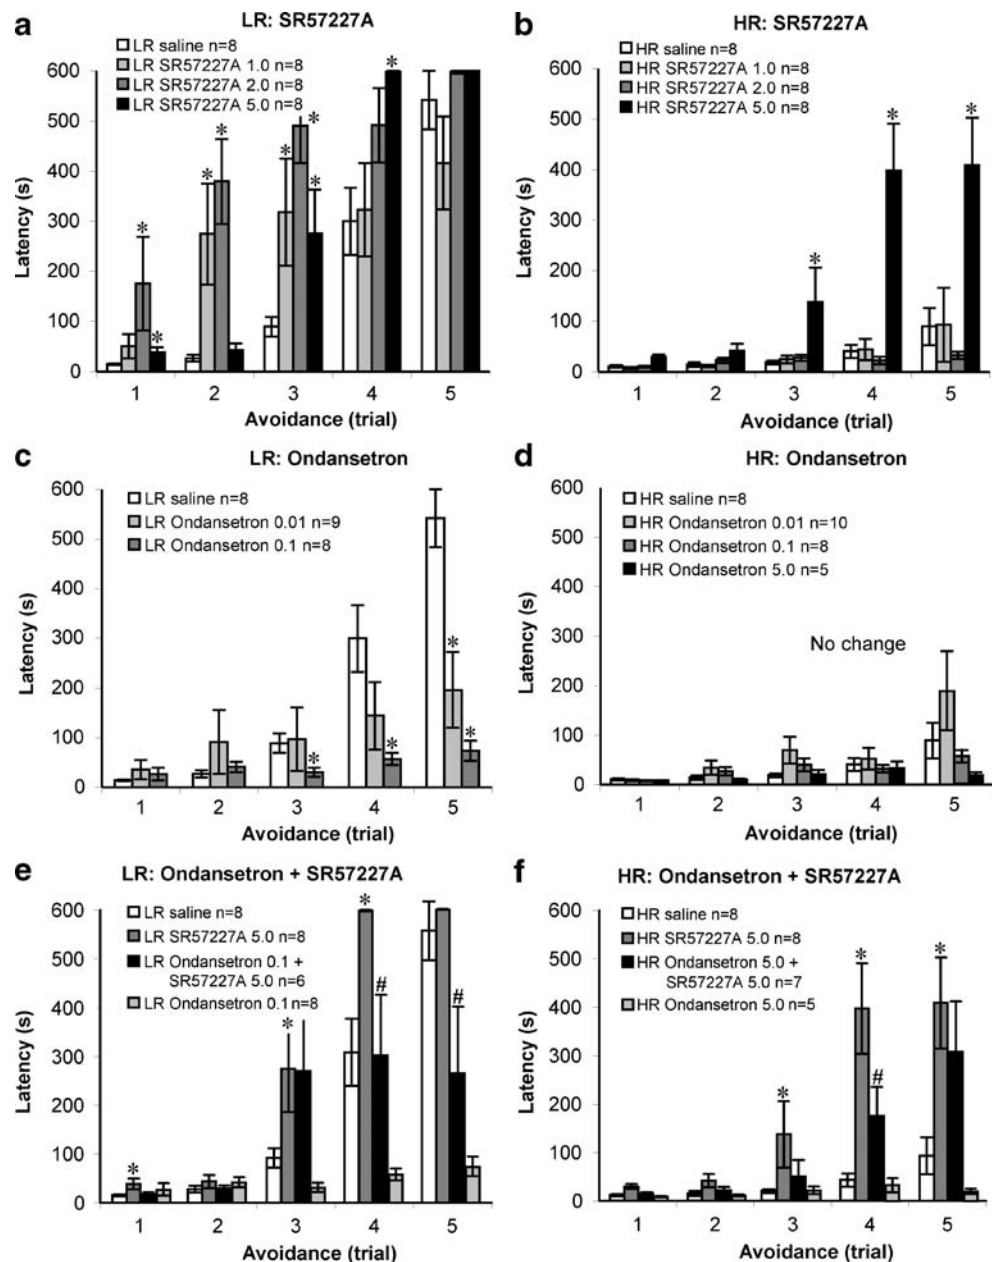 a
LR: SR57227A
LR saline n=8
LR SR57227A 1.0 n=8
LR SR57227A 2.0 n=8
LR SR57227A 5.0 n=8
Latency (s)
600
500
400
300
200
100
0
* * * * * * *
1 2 3 4 5
Avoidance (trial)
b
HR: SR57227A
HR saline n=8
HR SR57227A 1.0 n=8
HR SR57227A 2.0 n=8
HR SR57227A 5.0 n=8
Latency (s)
600
500
400
300
200
100
0
* * *
1 2 3 4 5
Avoidance (trial)
c
LR: Ondansetron
LR saline n=8
LR Ondansetron 0.01 n=9
LR Ondansetron 0.1 n=8
Latency (s)
600
500
400
300
200
100
0
* * * *
1 2 3 4 5
Avoidance (trial)
d
HR: Ondansetron
HR saline n=8
HR Ondansetron 0.01 n=10
HR Ondansetron 0.1 n=8
HR Ondansetron 5.0 n=5
No change
Latency (s)
600
500
400
300
200
100
0
1 2 3 4 5
Avoidance (trial)
e
LR: Ondansetron + SR57227A
LR saline n=8
LR SR57227A 5.0 n=8
LR Ondansetron 0.1 +
SR57227A 5.0 n=6
LR Ondansetron 0.1 n=8
Latency (s)
600
500
400
300
200
100
0
* * * # #
1 2 3 4 5
Avoidance (trial)
f
HR: Ondansetron + SR57227A
HR saline n=8
HR SR57227A 5.0 n=8
HR Ondansetron 5.0 +
SR57227A 5.0 n=7
HR Ondansetron 5.0 n=5
Latency (s)
600
500
400
300
200
100
0
* * # *
1 2 3 4 5
Avoidance (trial)